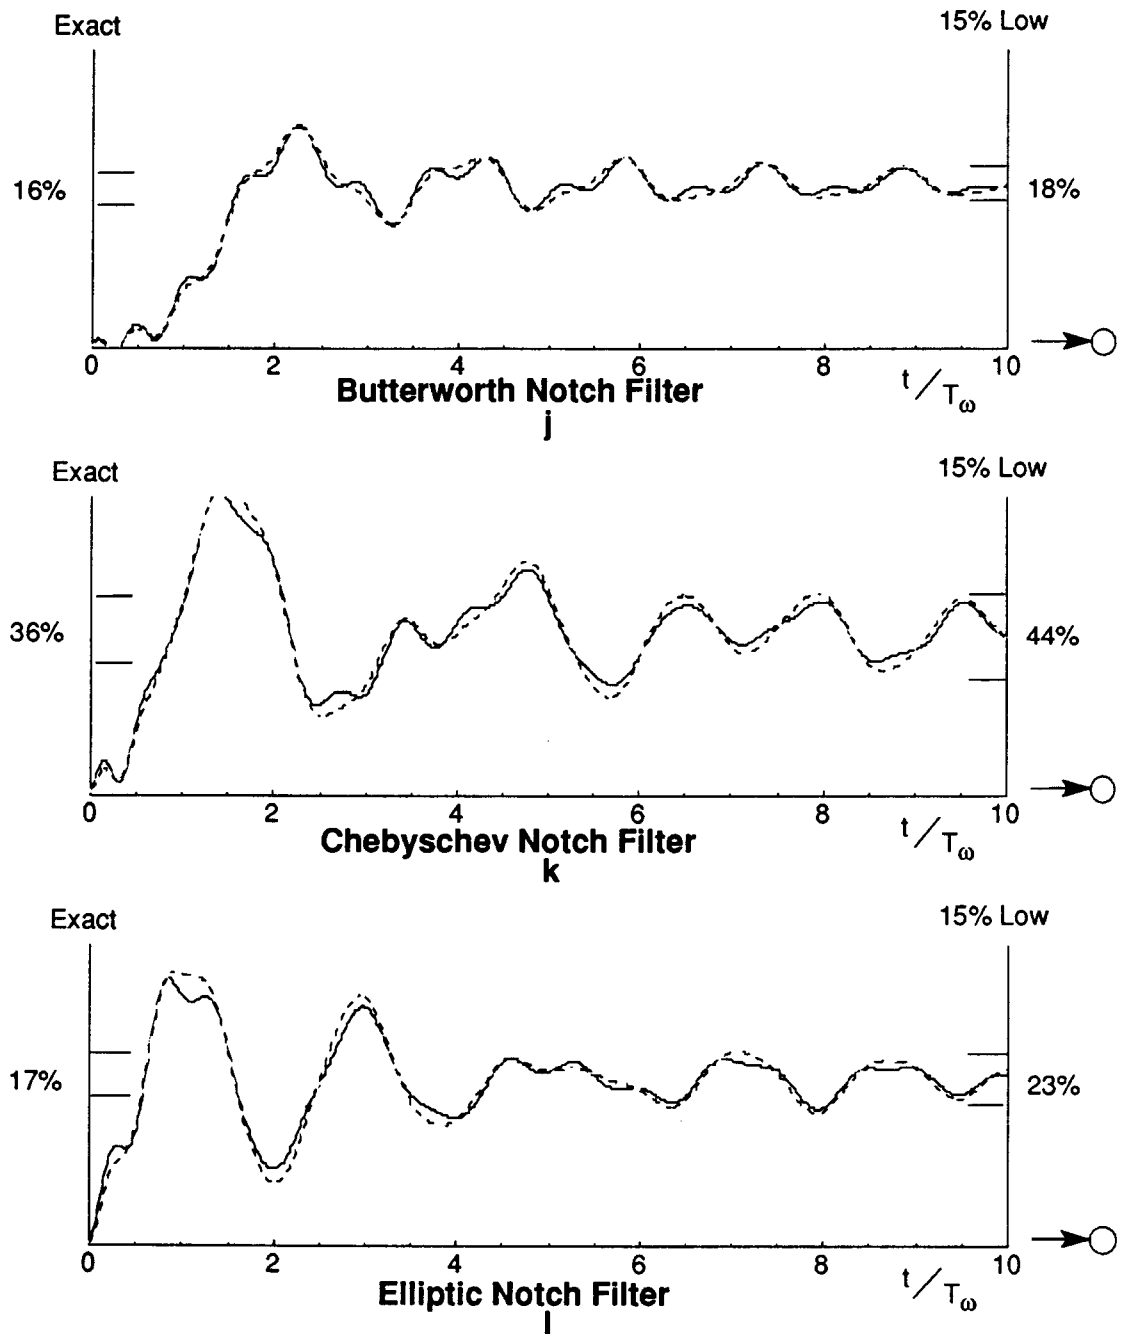 Exact
15% Low
16%
18%
0 2 4 6 8 10
t/Tω
Butterworth Notch Filter
j
Exact
15% Low
36%
44%
0 2 4 6 8 10
t/Tω
Chebyschev Notch Filter
k
Exact
15% Low
17%
23%
0 2 4 6 8 10
t/Tω
Elliptic Notch Filter
l